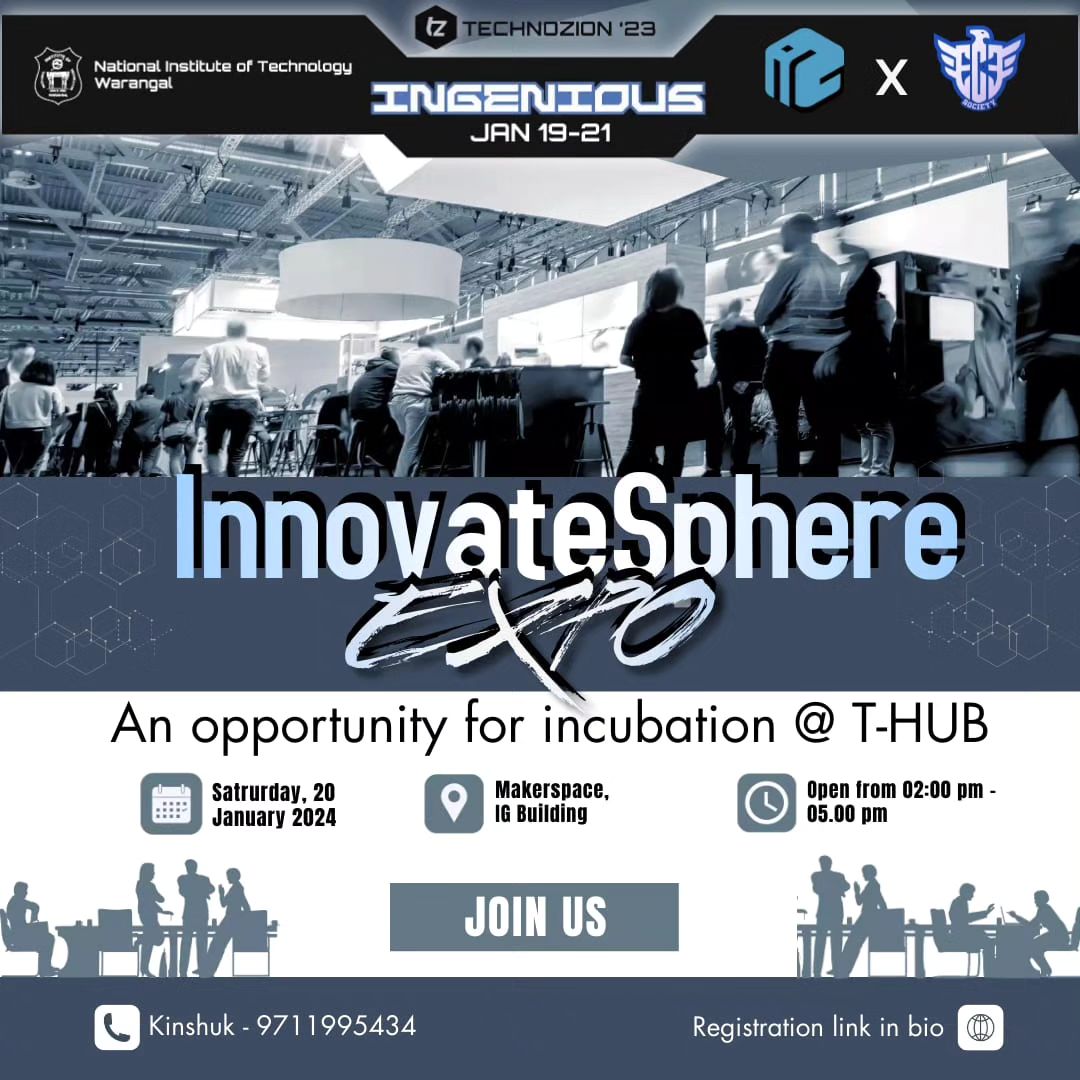 TECHNOZION '23
National Institute of Technology
Warangal
INGENIOUS
JAN 19-21
X
ECE
SOCIETY
InnovateSphere
EXPO
An opportunity for incubation @ T-HUB
Satrurday, 20
January 2024
Makerspace,
IG Building
Open from 02:00 pm -
05.00 pm
JOIN US
Kinshuk - 9711995434
Registration link in bio